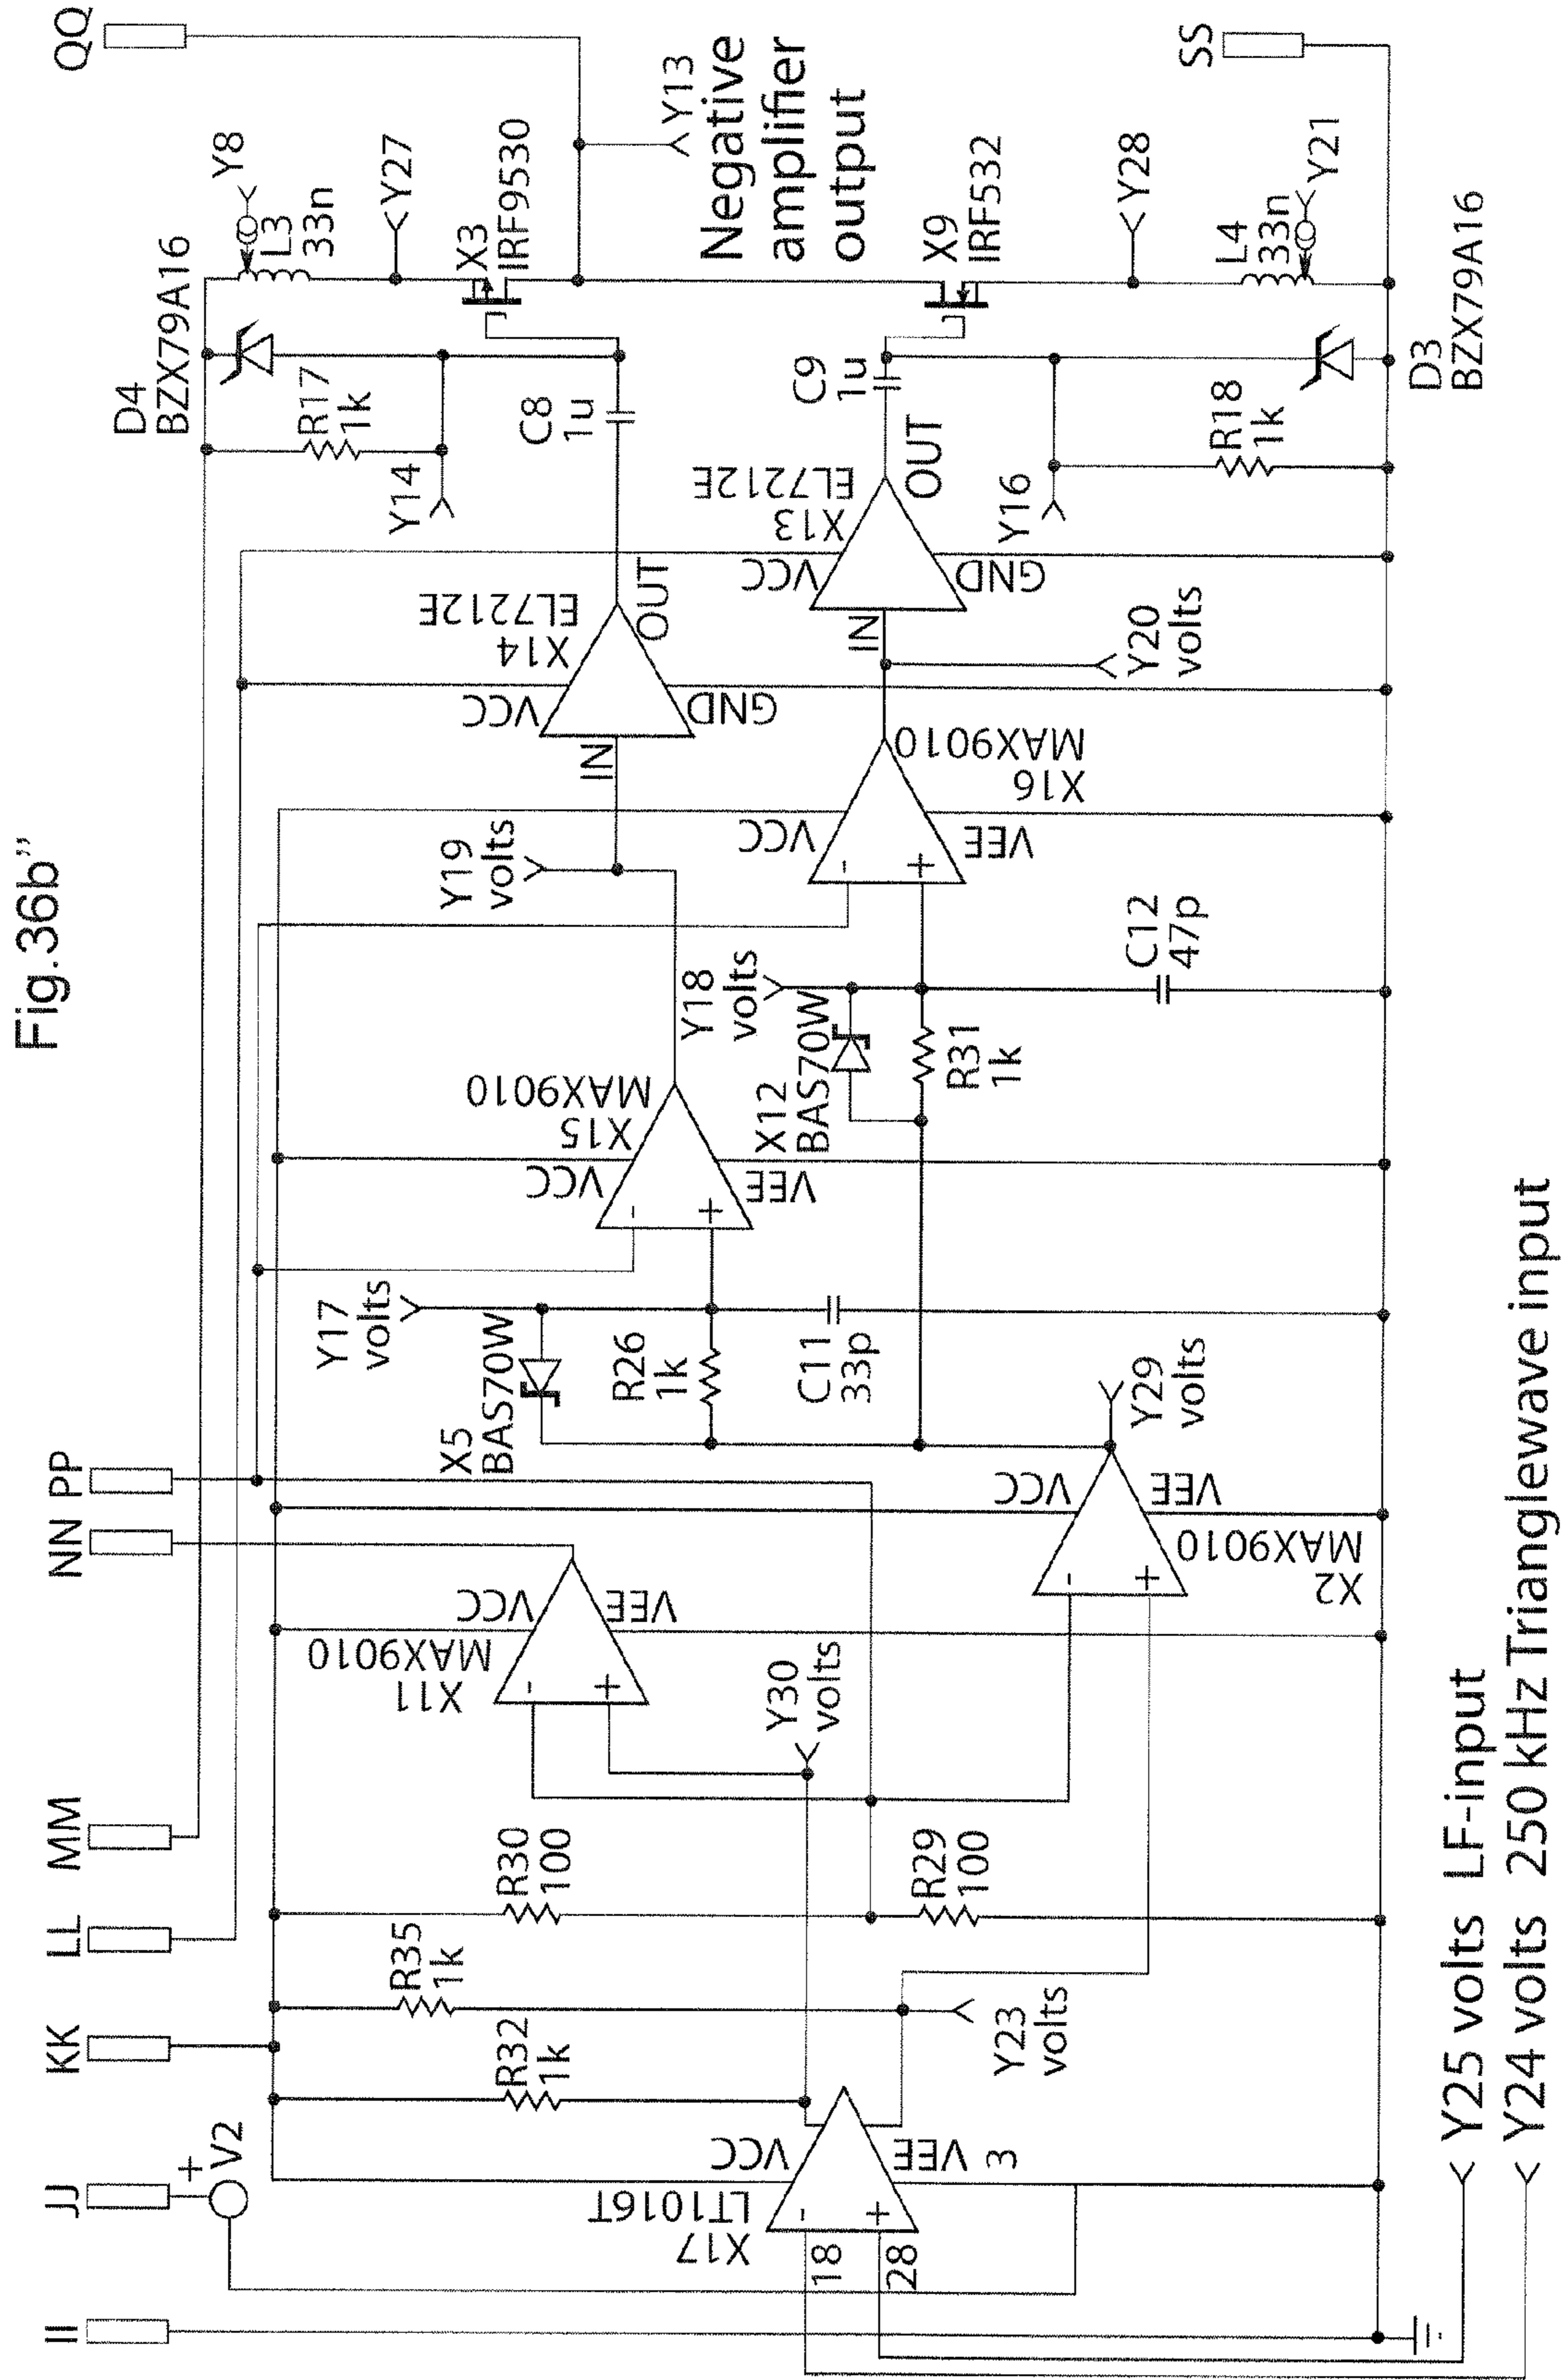 Fig.36b”
II
JJ
KK
LL
MM
NN
PP
QQ
+
V2
D4
BZX79A16
R17
1k
Y14
Y8
L3
33n
Y27
X3
IRF9530
C8
1u
Y13
Negative
amplifier
output
VCC
X14
EL7212E
IN
OUT
GND
Y19
volts
VCC
X13
EL7212E
IN
OUT
GND
C9
1u
X9
IRF532
Y28
L4
33n
Y21
Y16
R18
1k
D3
BZX79A16
SS
Y20
volts
VCC
-
+
VEE
X16
MAX9010
Y18
volts
X12
BAS70W
R31
1k
C12
47p
VCC
X15
MAX9010
-
+
VEE
Y17
volts
X5
BAS70W
R26
1k
C11
33p
Y29
volts
VCC
VEE
-
+
X2
MAX9010
VCC
VEE
X11
MAX9010
-
+
Y30
volts
R30
100
R29
100
R35
1k
R32
1k
Y23
volts
VCC
VEE
3
X17
LT1016T
-
+
18
28
Y25 volts LF-input
Y24 volts 250 kHz Trianglewave input